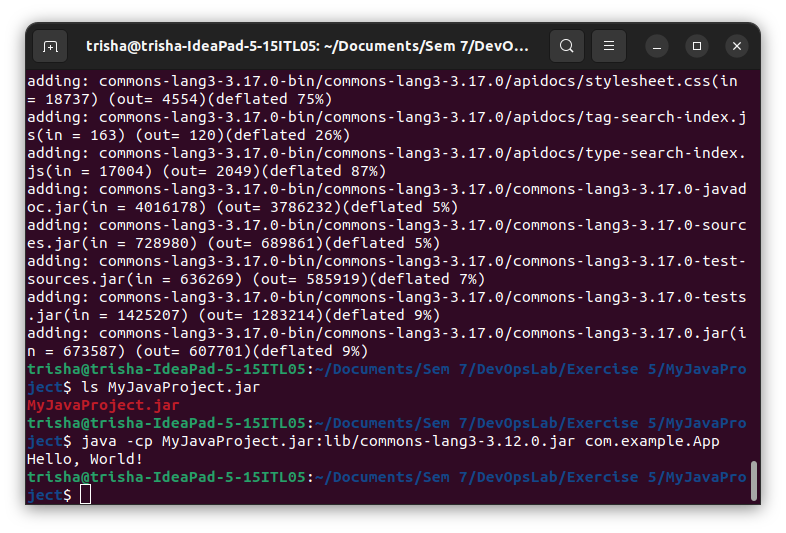 trisha@trisha-IdeaPad-5-15ITL05: ~/Documents/Sem 7/DevO...
adding: commons-lang3-3.17.0-bin/commons-lang3-3.17.0/apidocs/stylesheet.css(in
= 18737) (out= 4554)(deflated 75%)
adding: commons-lang3-3.17.0-bin/commons-lang3-3.17.0/apidocs/tag-search-index.j
s(in = 163) (out= 120)(deflated 26%)
adding: commons-lang3-3.17.0-bin/commons-lang3-3.17.0/apidocs/type-search-index.
js(in = 17004) (out= 2049)(deflated 87%)
adding: commons-lang3-3.17.0-bin/commons-lang3-3.17.0/commons-lang3-3.17.0-javad
oc.jar(in = 4016178) (out= 3786232)(deflated 5%)
adding: commons-lang3-3.17.0-bin/commons-lang3-3.17.0/commons-lang3-3.17.0-sourc
es.jar(in = 728980) (out= 689861)(deflated 5%)
adding: commons-lang3-3.17.0-bin/commons-lang3-3.17.0/commons-lang3-3.17.0-test-
sources.jar(in = 636269) (out= 585919)(deflated 7%)
adding: commons-lang3-3.17.0-bin/commons-lang3-3.17.0/commons-lang3-3.17.0-tests
.jar(in = 1425207) (out= 1283214)(deflated 9%)
adding: commons-lang3-3.17.0-bin/commons-lang3-3.17.0/commons-lang3-3.17.0.jar(i
n = 673587) (out= 607701)(deflated 9%)
trisha@trisha-IdeaPad-5-15ITL05:~/Documents/Sem 7/DevOpsLab/Exercise 5/MyJavaPro
ject$ ls MyJavaProject.jar
MyJavaProject.jar
trisha@trisha-IdeaPad-5-15ITL05:~/Documents/Sem 7/DevOpsLab/Exercise 5/MyJavaPro
ject$ java -cp MyJavaProject.jar:lib/commons-lang3-3.12.0.jar com.example.App
Hello, World!
trisha@trisha-IdeaPad-5-15ITL05:~/Documents/Sem 7/DevOpsLab/Exercise 5/MyJavaPro
ject$